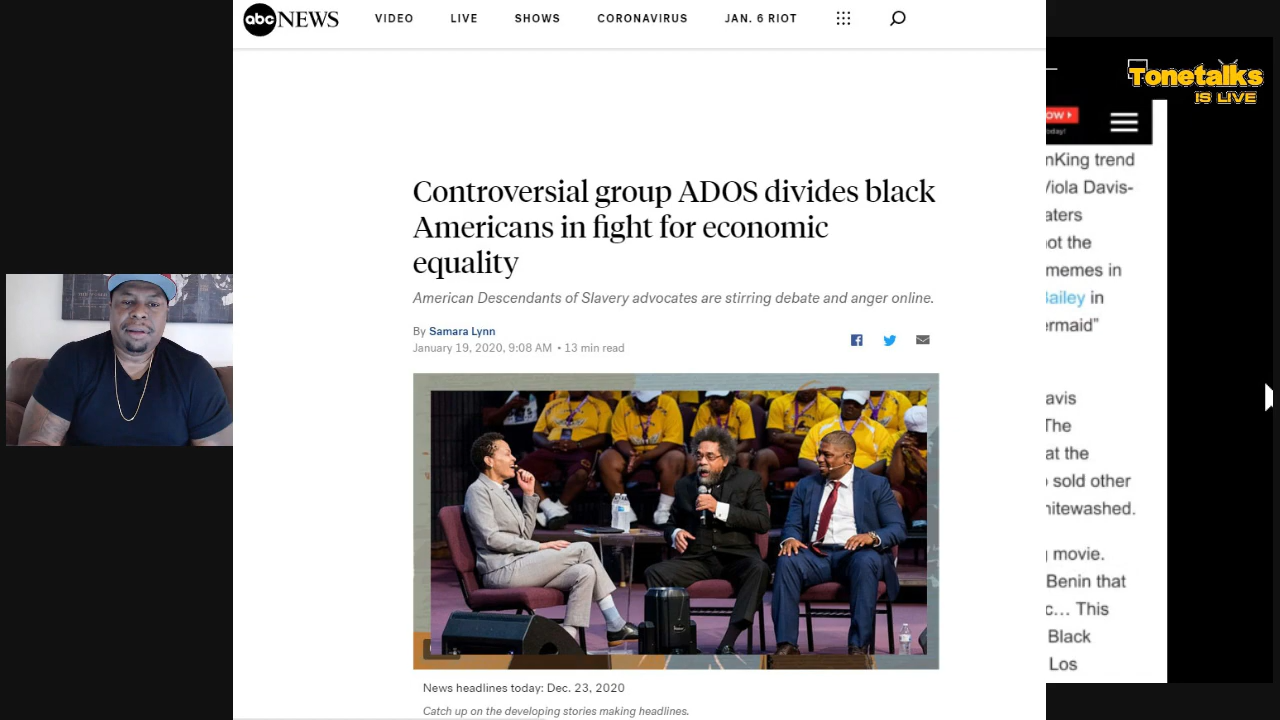 abc NEWS VIDEO LIVE SHOWS CORONAVIRUS JAN. 6 RIOT
Controversial group ADOS divides black
Americans in fight for economic
equality
American Descendants of Slavery advocates are stirring debate and anger online.
By Samara Lynn
January 19, 2020, 9:08 AM • 13 min read
News headlines today: Dec. 23, 2020
Catch up on the developing stories making headlines.
Tonetalks
IS LIVE
OW
oday!
nKing trend
Viola Davis-
aters
ot the
memes in
Bailey in
ermaid"
avis
The
at the
sold other
hitewashed.
movie.
Benin that
c... This
Black
Los